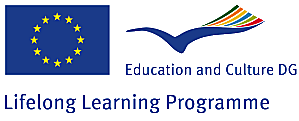 Education and Culture DG
Lifelong Learning Programme